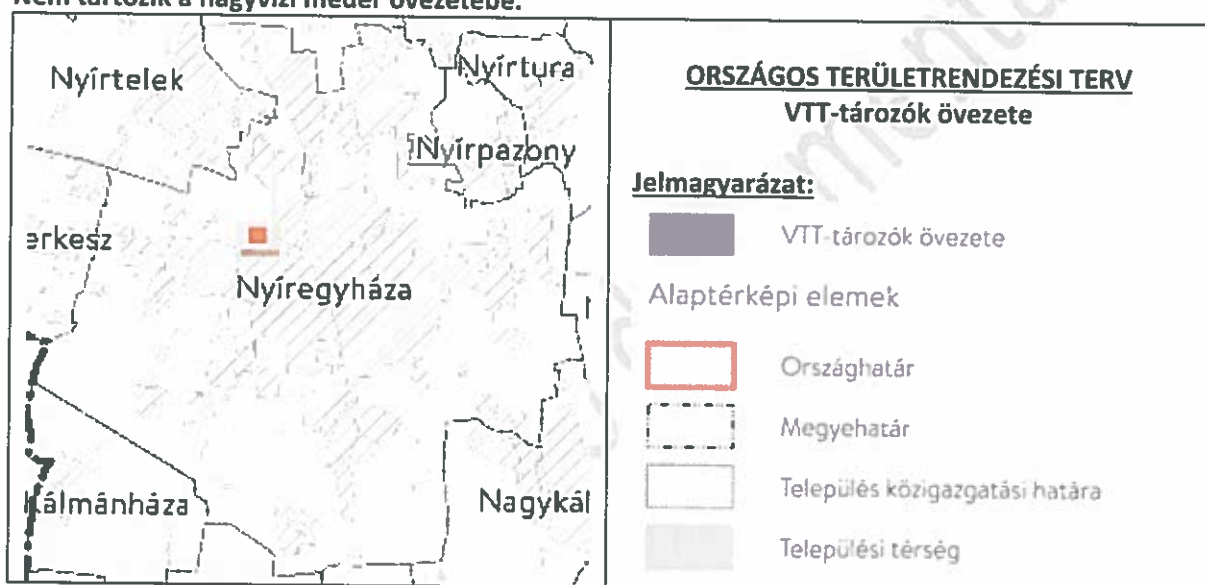 Nem tartozik a nagyvízi meder övezetébe.
Nyírtelek
Nyírtura
Nyírpazony
erkesz
Nyíregyháza
Kálmánháza
Nagykál
ORSZÁGOS TERÜLETRENDEZÉSI TERV
VTT-tározók övezete
Jelmagyarázat:
VTT-tározók övezete
Alaptérképi elemek
Országhatár
Megyehatár
Település közigazgatási határa
Települési térség